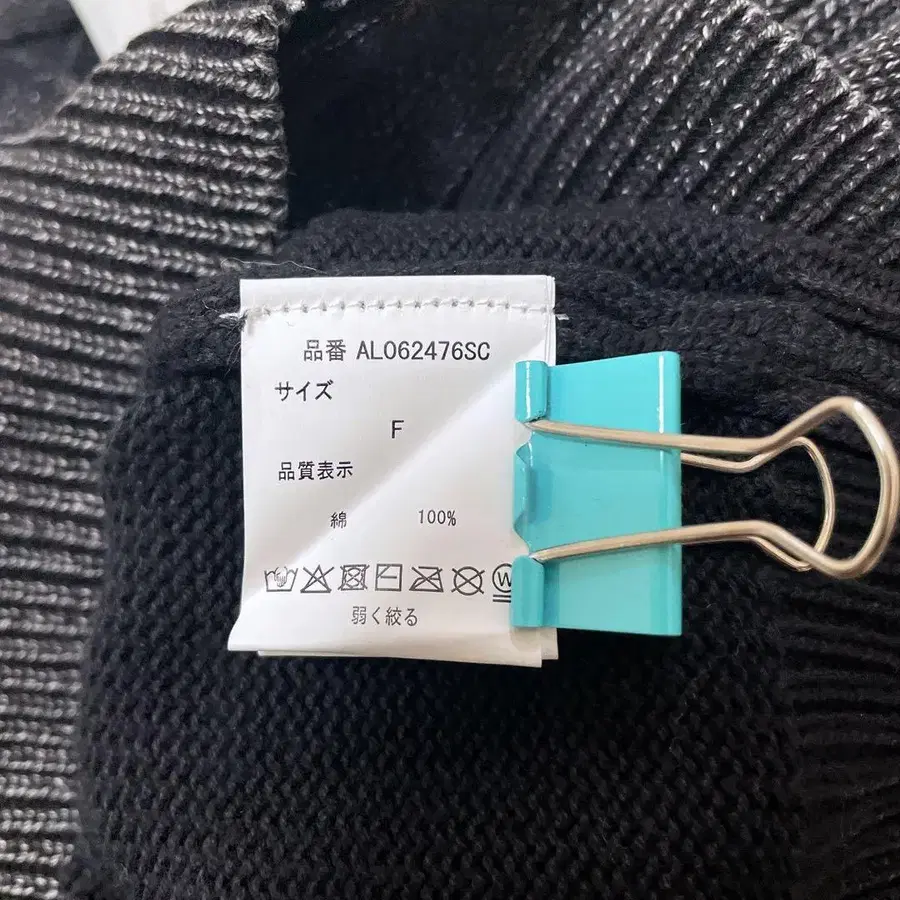 品番 AL062476SC
サイズ
F
品質表示
綿 100%
W
弱く絞る